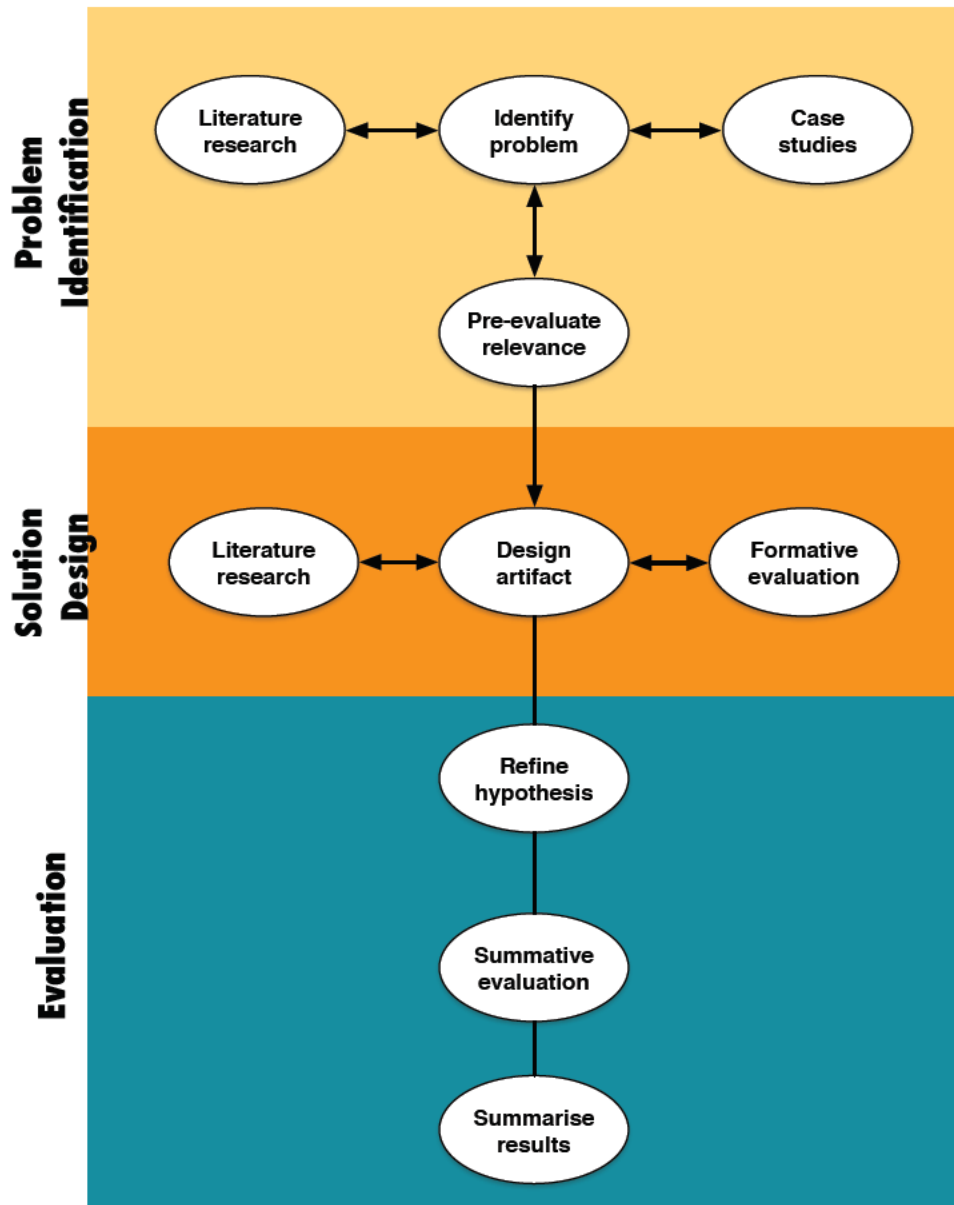 Problem
Identification
Literature
research
Identify
problem
Case
studies
Pre-evaluate
relevance
Solution
Design
Literature
research
Design
artifact
Formative
evaluation
Evaluation
Refine
hypothesis
Summative
evaluation
Summarise
results